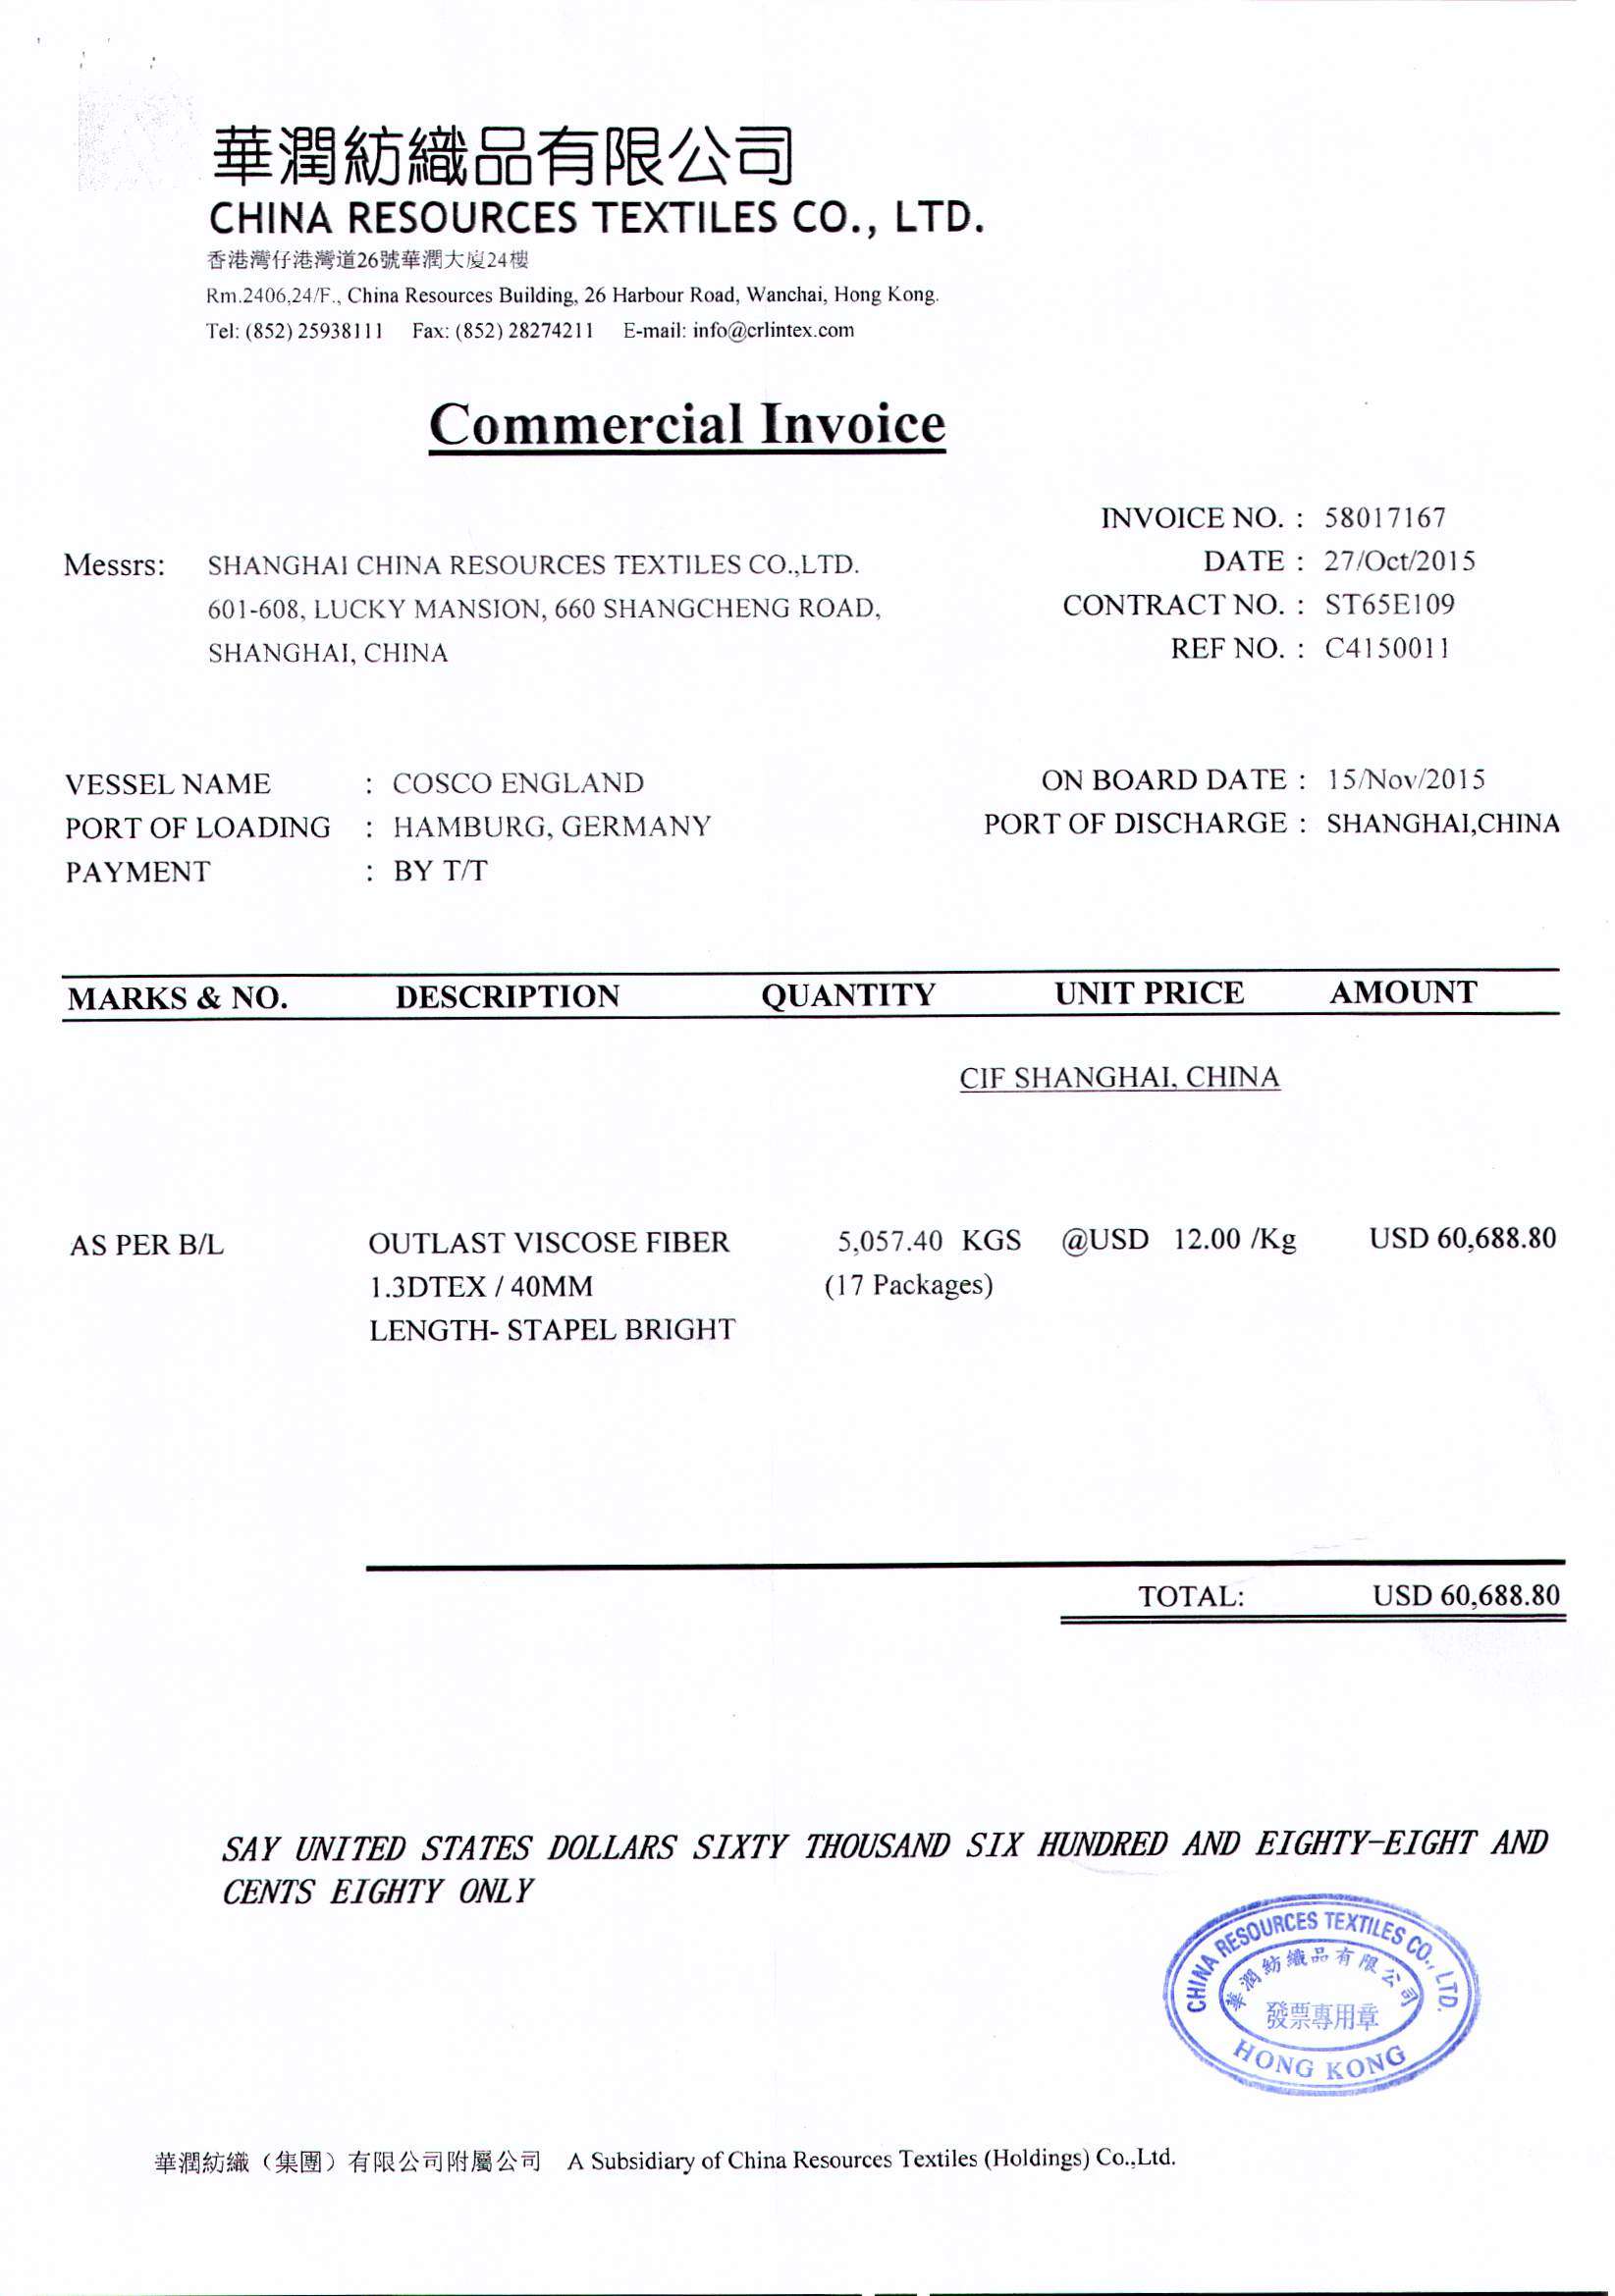 華潤紡織品有限公司
CHINA RESOURCES TEXTILES CO., LTD.
香港灣仔港灣道26號華潤大廈24樓
Rm.2406,24/F., China Resources Building, 26 Harbour Road, Wanchai, Hong Kong.
Tel: (852) 25938111 Fax: (852) 28274211 E-mail: info@crlintex.com
Commercial Invoice
INVOICE NO. : 58017167
Messrs: SHANGHAI CHINA RESOURCES TEXTILES CO.,LTD. DATE : 27/Oct/2015
601-608, LUCKY MANSION, 660 SHANGCHENG ROAD, CONTRACT NO. : ST65E109
SHANGHAI, CHINA REF NO. : C4150011
VESSEL NAME : COSCO ENGLAND ON BOARD DATE : 15/Nov/2015
PORT OF LOADING : HAMBURG, GERMANY PORT OF DISCHARGE : SHANGHAI,CHINA
PAYMENT : BY T/T
MARKS & NO. DESCRIPTION QUANTITY UNIT PRICE AMOUNT
CIF SHANGHAI, CHINA
AS PER B/L OUTLAST VISCOSE FIBER 5,057.40 KGS @USD 12.00 /Kg USD 60,688.80
1.3DTEX / 40MM (17 Packages)
LENGTH- STAPEL BRIGHT
TOTAL: USD 60,688.80
SAY UNITED STATES DOLLARS SIXTY THOUSAND SIX HUNDRED AND EIGHTY-EIGHT AND
CENTS EIGHTY ONLY
CHINA RESOURCES TEXTILES CO., LTD.
華潤紡織品有限公司
發票專用章
HONG KONG
華潤紡織（集團）有限公司附屬公司 A Subsidiary of China Resources Textiles (Holdings) Co.,Ltd.